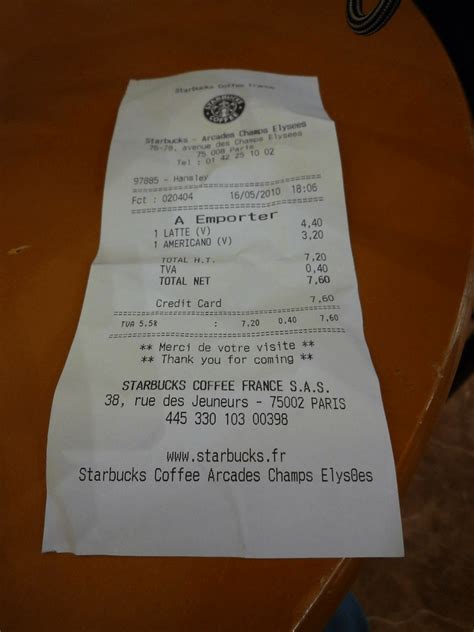 Starbucks Coffee France
STARBUCKS
COFFEE
Starbucks - Arcades Champs Elysees
76-78, avenue des Champs Elysees
75 008 Paris
Tel : 01 42 25 10 02
97885 - Hansley
Fct : 020404 16/05/2010 18:06
A Emporter
1 LATTE (V) 4,40
1 AMERICANO (V) 3,20
TOTAL H.T. 7,20
TVA 0,40
TOTAL NET 7,60
Credit Card 7,60
TVA 5.5% : 7.20 0.40 7.60
** Merci de votre visite **
** Thank you for coming **
STARBUCKS COFFEE FRANCE S.A.S.
38, rue des Jeuneurs - 75002 PARIS
445 330 103 00398
www.starbucks.fr
Starbucks Coffee Arcades Champs Elys0es